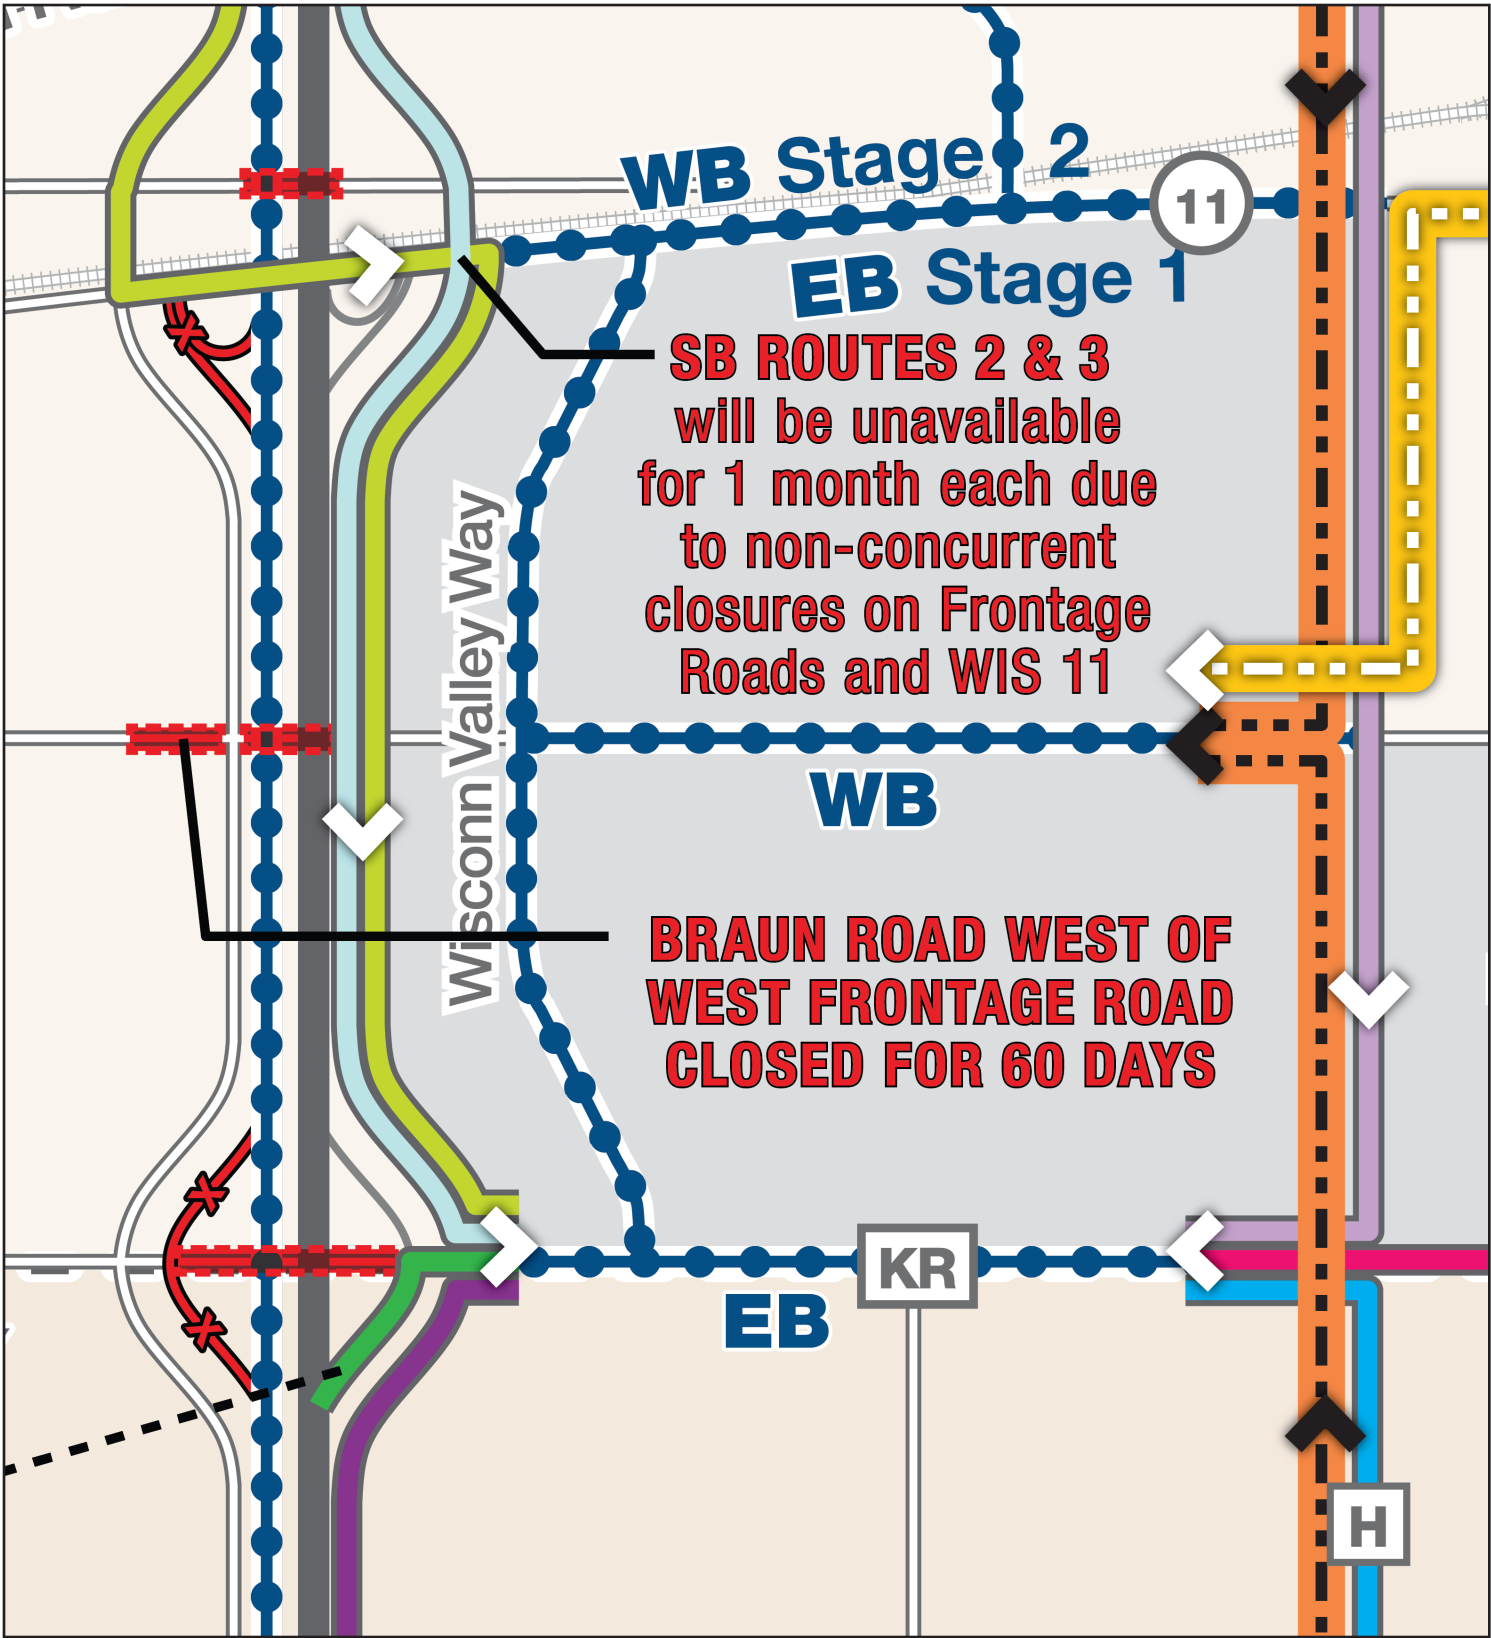 WB Stage 2
11
EB Stage 1
SB ROUTES 2 & 3
will be unavailable
for 1 month each due
to non-concurrent
closures on Frontage
Roads and WIS 11
Wisconn Valley Way
WB
BRAUN ROAD WEST OF
WEST FRONTAGE ROAD
CLOSED FOR 60 DAYS
KR
EB
H